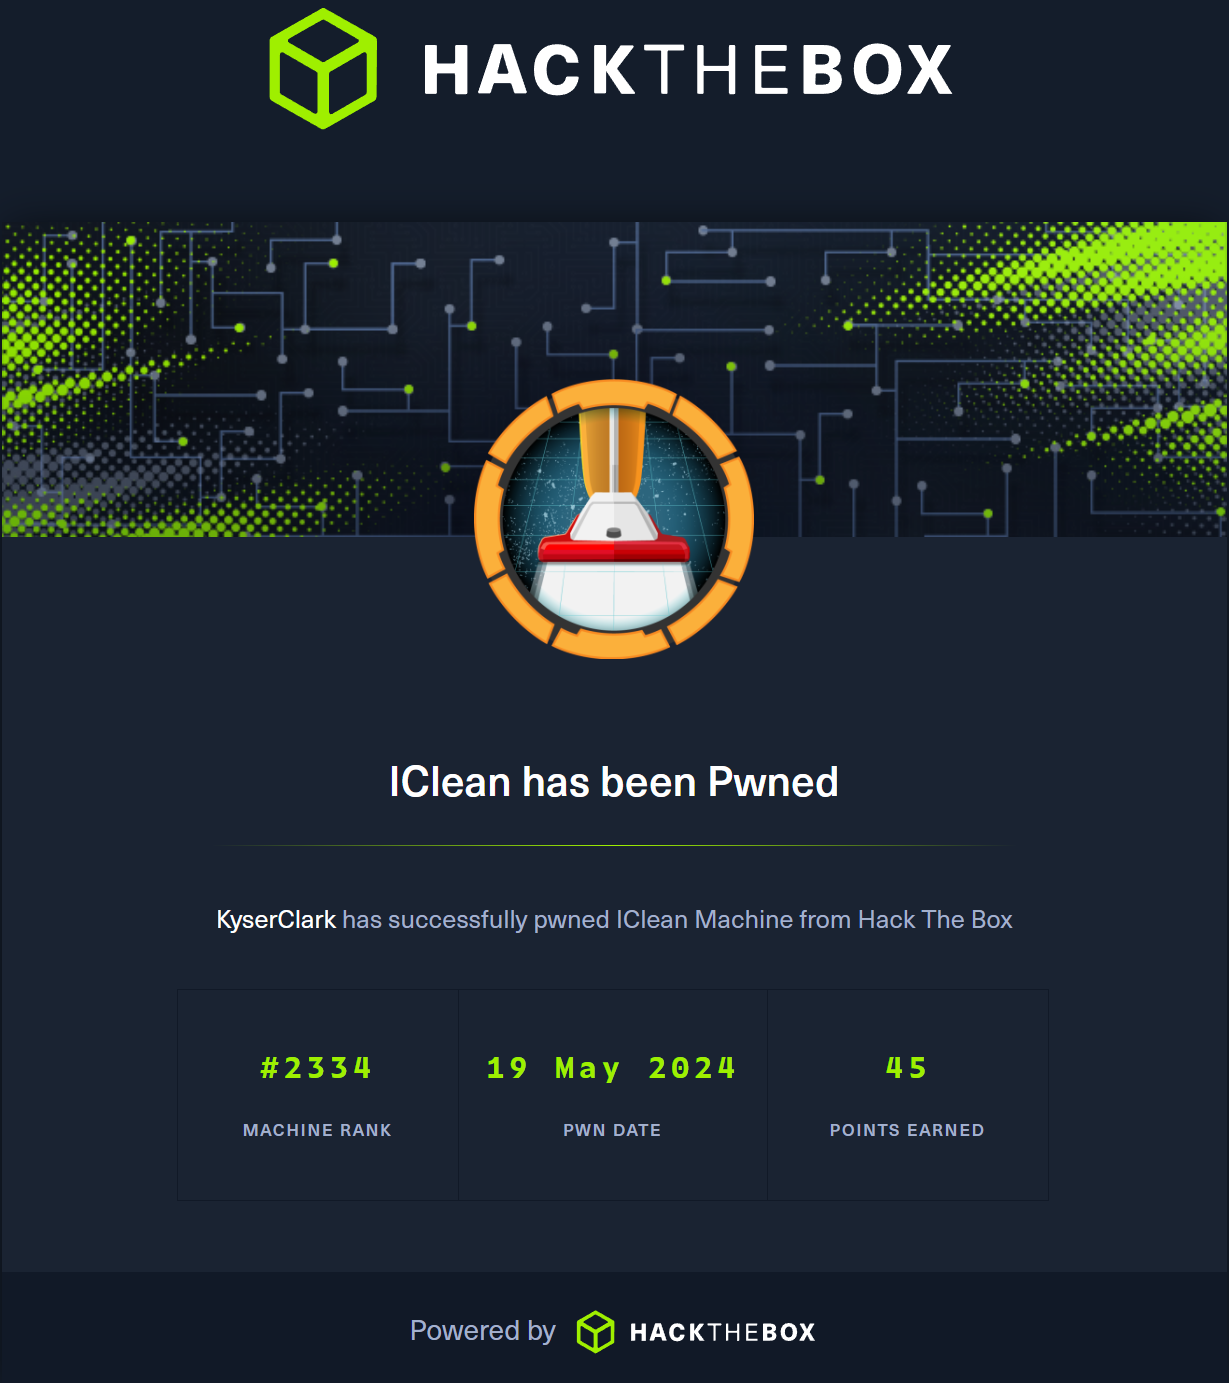 HACKTHEBOX
IClean has been Pwned
KyserClark has successfully pwned IClean Machine from Hack The Box
#2334 19 May 2024 45
MACHINE RANK PWN DATE POINTS EARNED
Powered by HACKTHEBOX